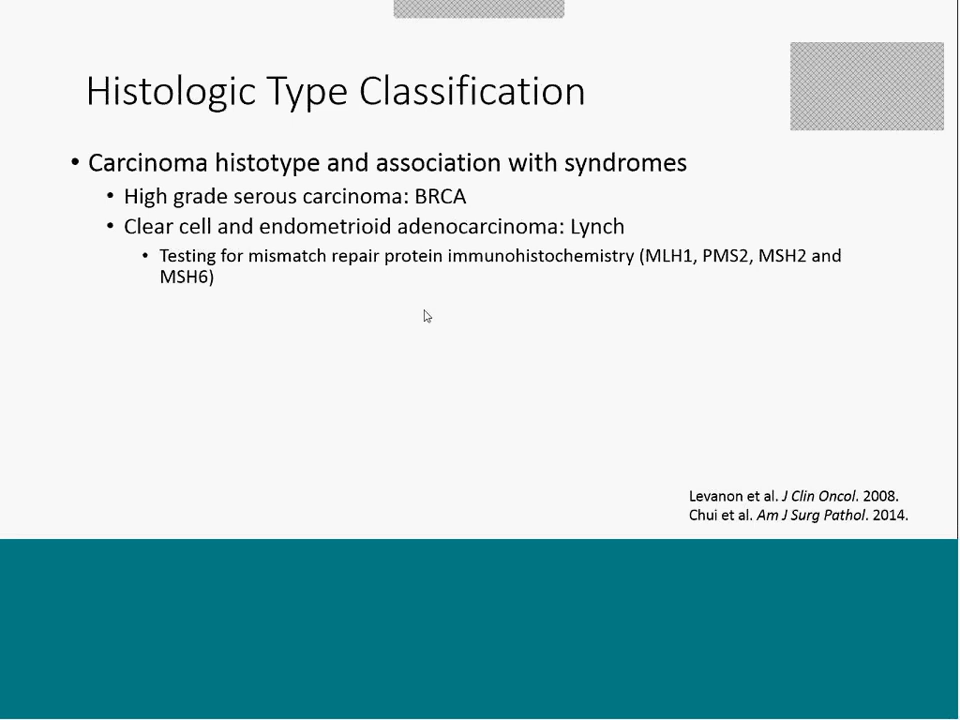 Histologic Type Classification
• Carcinoma histotype and association with syndromes
• High grade serous carcinoma: BRCA
• Clear cell and endometrioid adenocarcinoma: Lynch
• Testing for mismatch repair protein immunohistochemistry (MLH1, PMS2, MSH2 and
MSH6)
Levanon et al. J Clin Oncol. 2008.
Chui et al. Am J Surg Pathol. 2014.